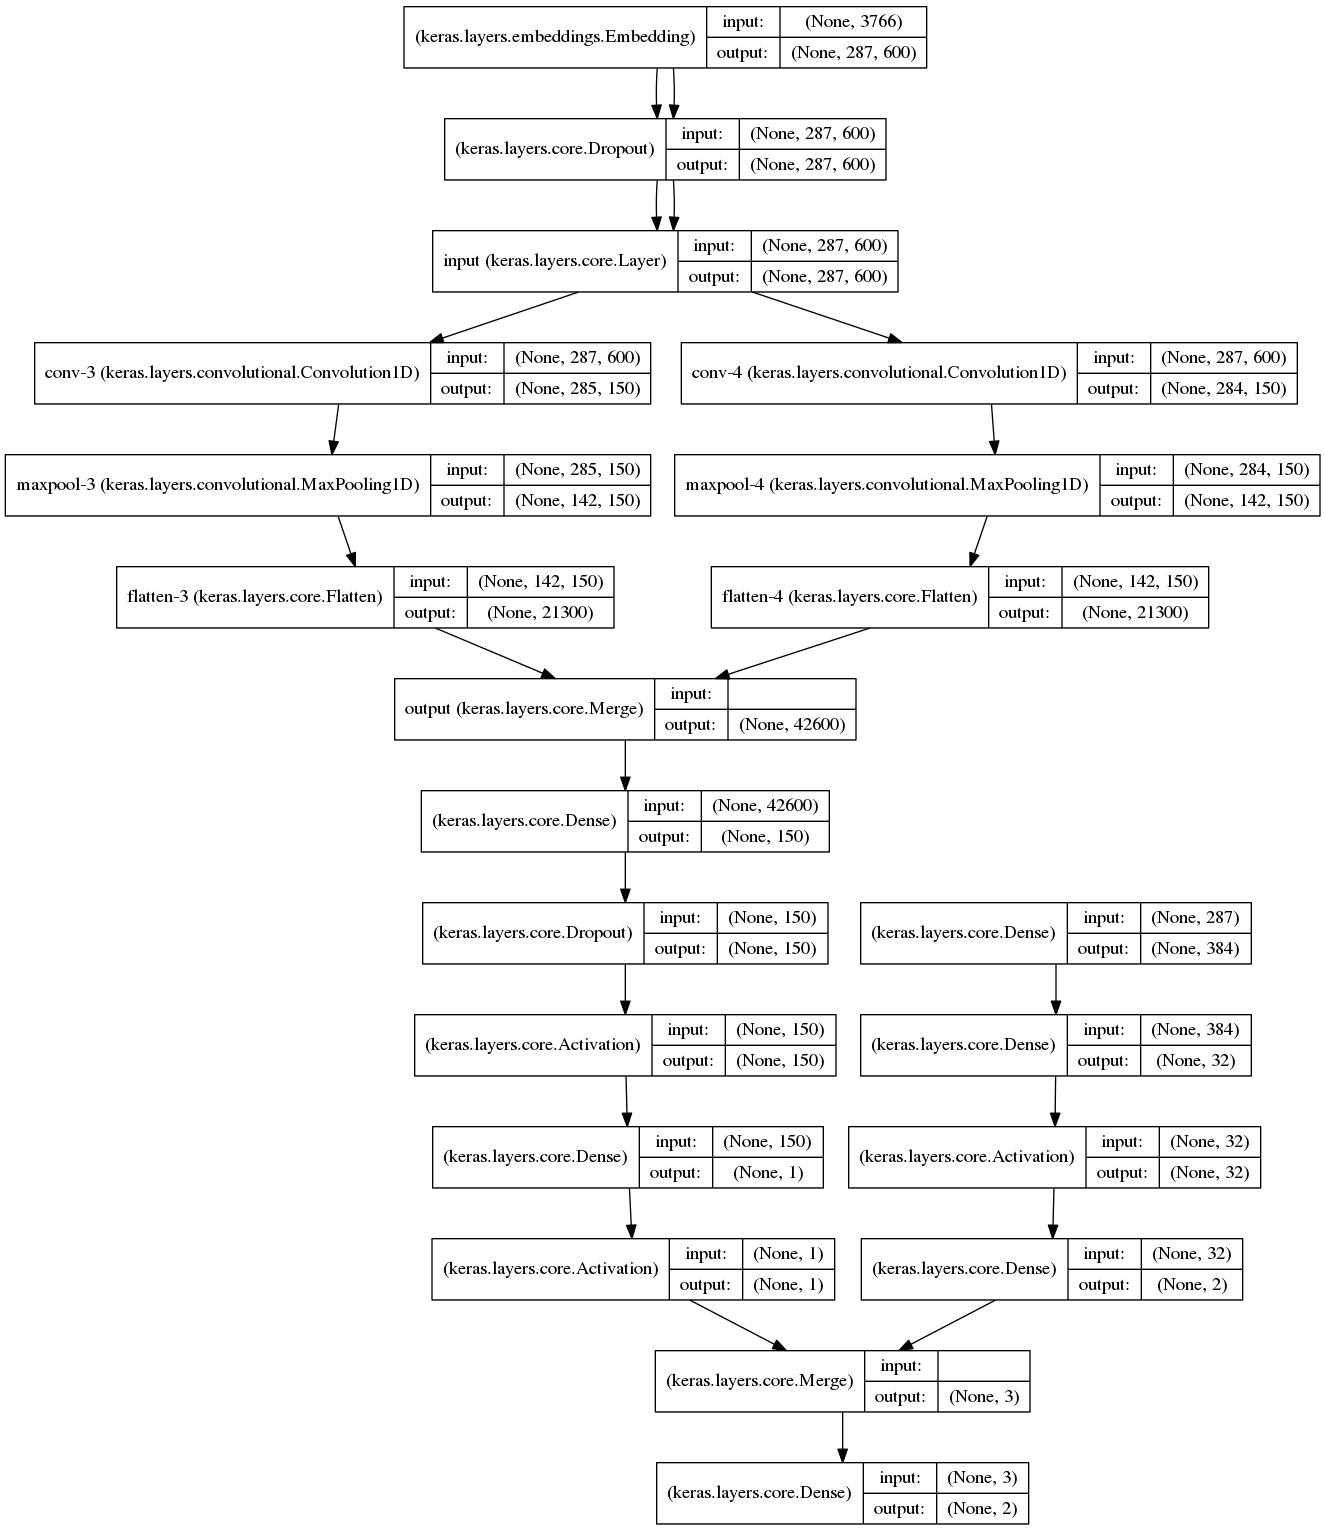 (keras.layers.embeddings.Embedding) input: (None, 3766)
output: (None, 287, 600)
(keras.layers.core.Dropout) input: (None, 287, 600)
output: (None, 287, 600)
input (keras.layers.core.Layer) input: (None, 287, 600)
output: (None, 287, 600)
conv-3 (keras.layers.convolutional.Convolution1D) input: (None, 287, 600)
output: (None, 285, 150)
conv-4 (keras.layers.convolutional.Convolution1D) input: (None, 287, 600)
output: (None, 284, 150)
maxpool-3 (keras.layers.convolutional.MaxPooling1D) input: (None, 285, 150)
output: (None, 142, 150)
maxpool-4 (keras.layers.convolutional.MaxPooling1D) input: (None, 284, 150)
output: (None, 142, 150)
flatten-3 (keras.layers.core.Flatten) input: (None, 142, 150)
output: (None, 21300)
flatten-4 (keras.layers.core.Flatten) input: (None, 142, 150)
output: (None, 21300)
output (keras.layers.core.Merge) input:
output: (None, 42600)
(keras.layers.core.Dense) input: (None, 42600)
output: (None, 150)
(keras.layers.core.Dropout) input: (None, 150)
output: (None, 150)
(keras.layers.core.Dense) input: (None, 287)
output: (None, 384)
(keras.layers.core.Activation) input: (None, 150)
output: (None, 150)
(keras.layers.core.Dense) input: (None, 384)
output: (None, 32)
(keras.layers.core.Dense) input: (None, 150)
output: (None, 1)
(keras.layers.core.Activation) input: (None, 32)
output: (None, 32)
(keras.layers.core.Activation) input: (None, 1)
output: (None, 1)
(keras.layers.core.Dense) input: (None, 32)
output: (None, 2)
(keras.layers.core.Merge) input:
output: (None, 3)
(keras.layers.core.Dense) input: (None, 3)
output: (None, 2)